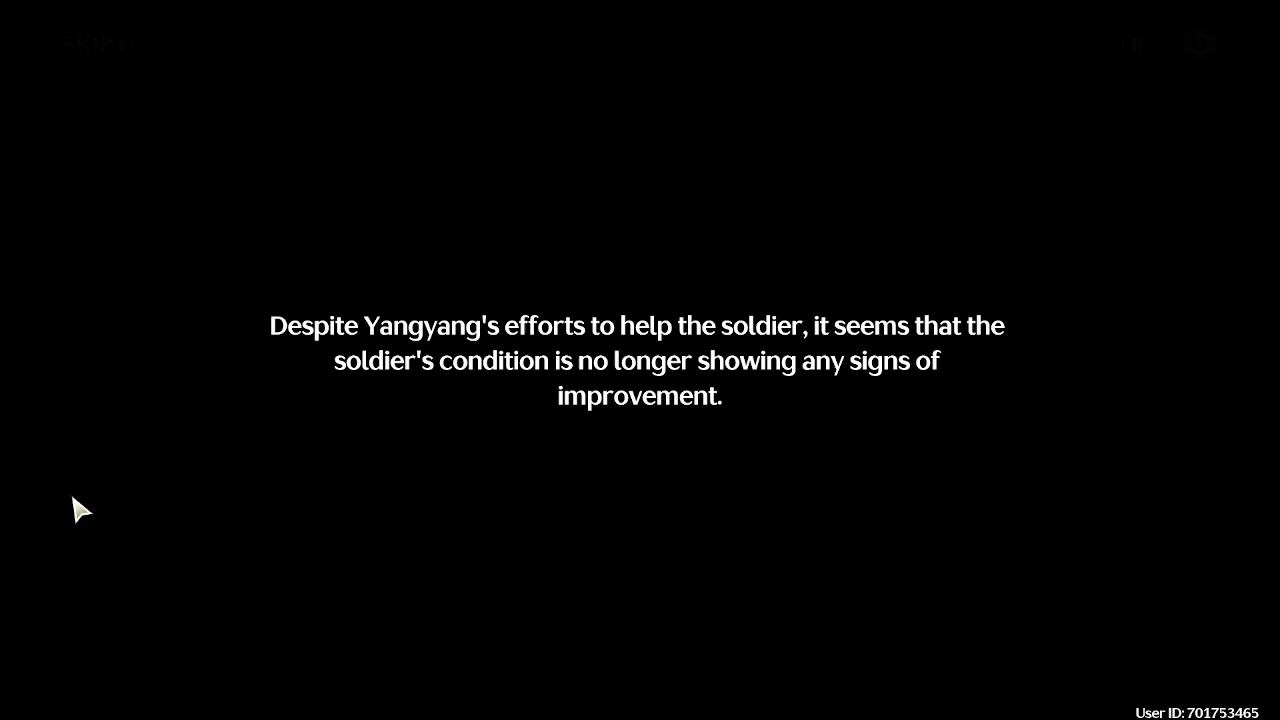 SKIP
Despite Yangyang's efforts to help the soldier, it seems that the
soldier's condition is no longer showing any signs of
improvement.
User ID: 701753465